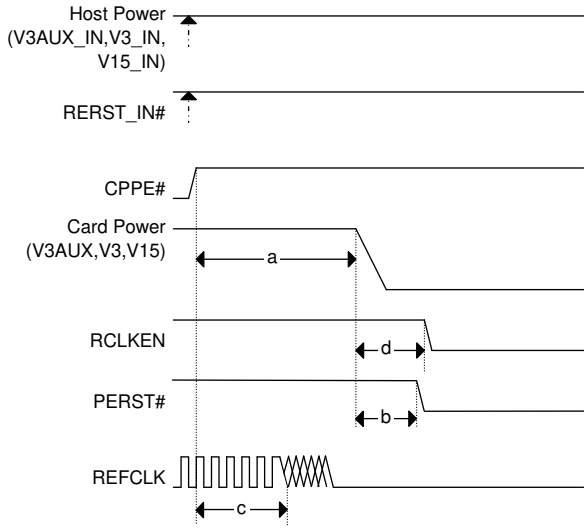 Host Power
(V3AUX_IN,V3_IN,
V15_IN)
RERST_IN#
CPPE#
Card Power
(V3AUX,V3,V15)
a
RCLKEN
d
PERST#
b
REFCLK
c